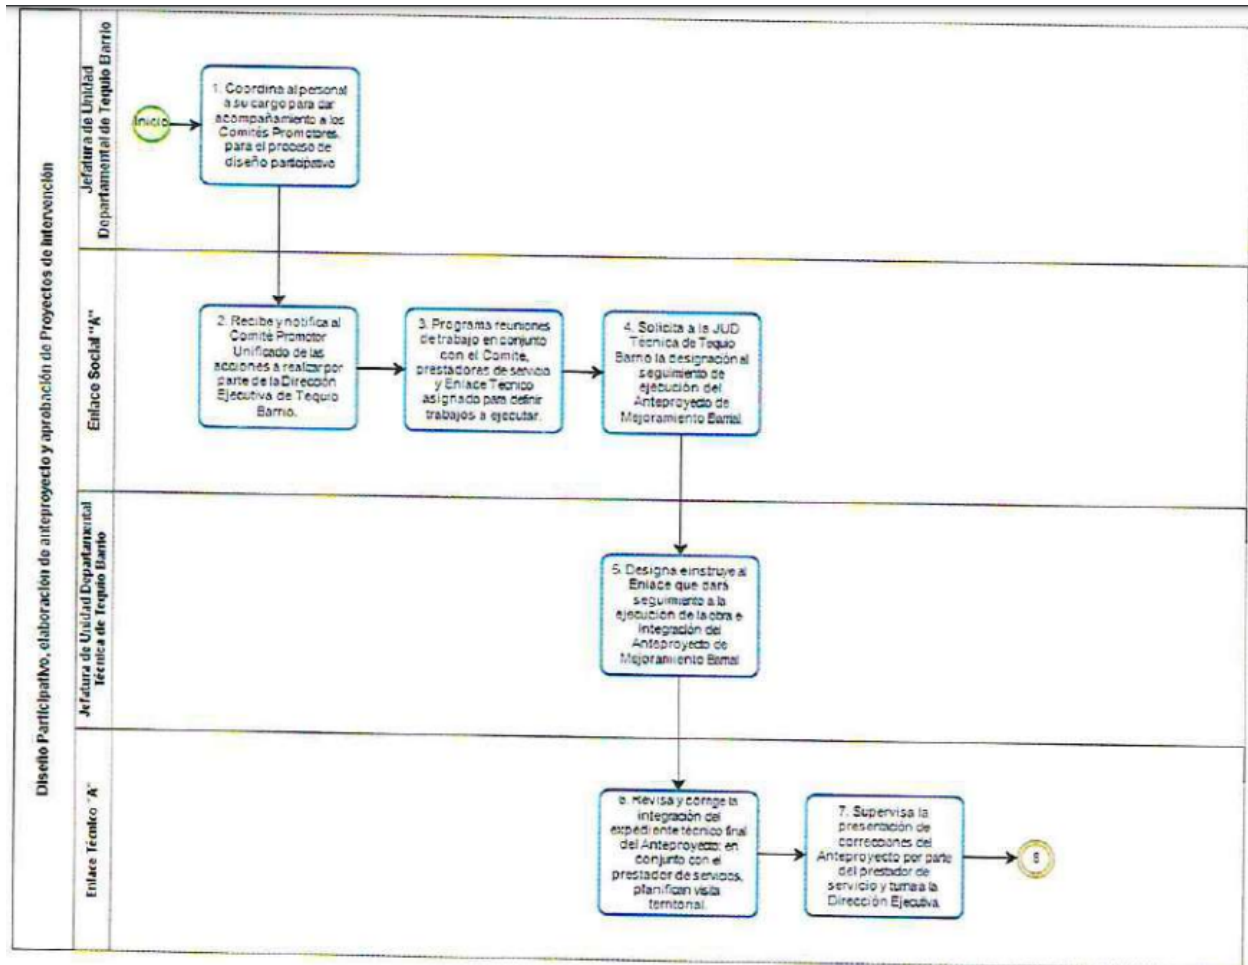 Diseño Participativo, elaboración de anteproyecto y aprobación de Proyectos de Intervención
Jefatura de Unidad
Departamental de Tequio Barrio
Inicio
1. Coordina al personal
a su cargo para dar
acompañamiento a los
Comités Promotores,
para el proceso de
diseño participativo
Enlace Social "A"
2. Recibe y notifica al
Comité Promotor
Unificado de las
acciones a realizar por
parte de la Dirección
Ejecutiva de Tequio
Barrio.
3. Programa reuniones
de trabajo en conjunto
con el Comité,
prestadores de servicio
y Enlace Técnico
asignado para definir
trabajos a ejecutar.
4. Solicita a la JUD
Técnica de Tequio
Barrio la designación al
seguimiento de
ejecución del
Anteproyecto de
Mejoramiento Barrial
Jefatura de Unidad Departamental
Técnica de Tequio Barrio
5. Designa e instruye al
Enlace que dará
seguimiento a la
ejecución de la obra e
integración del
Anteproyecto de
Mejoramiento Barrial
Enlace Técnico "A"
6. Revisa y corrige la
integración del
expediente técnico final
del Anteproyecto; en
conjunto con el
prestador de servicios,
planifican visita
territorial.
7. Supervisa la
presentación de
correcciones del
Anteproyecto por parte
del prestador de
servicio y turna a la
Dirección Ejecutiva.